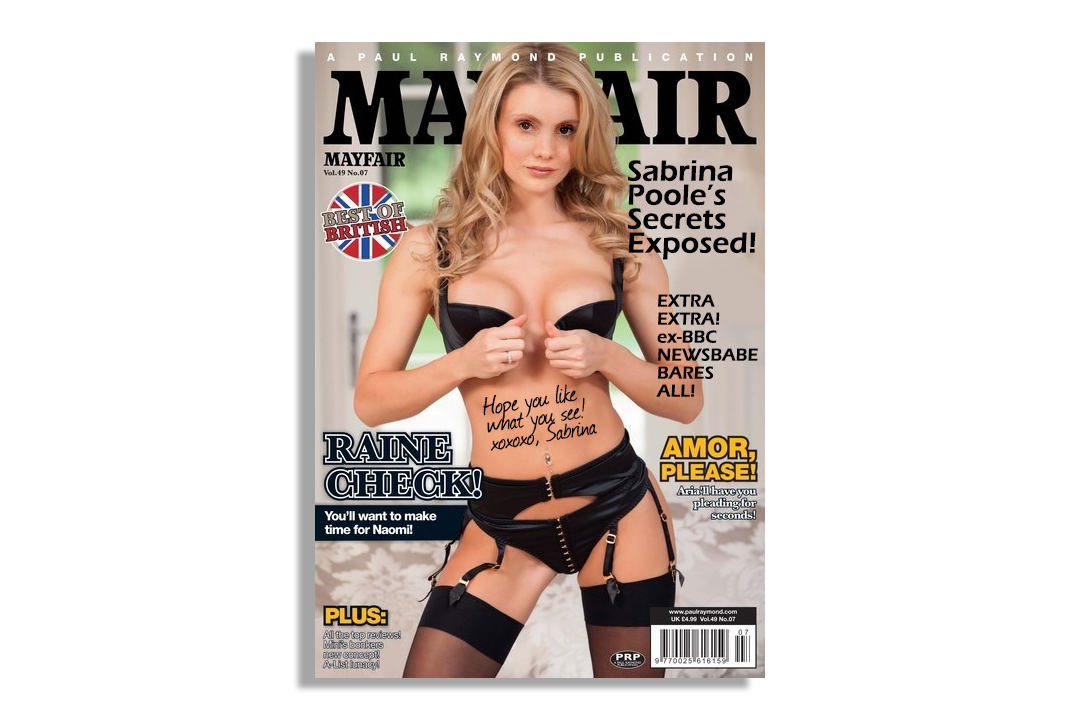 A PAUL RAYMOND PUBLICATION
MAYFAIR
MAYFAIR
Vol.49 No.07
BEST OF
BRITISH
Sabrina
Poole's
Secrets
Exposed!
EXTRA
EXTRA!
ex-BBC
NEWSBABE
BARES
ALL!
Hope you like
what you see!
xoxoxo, Sabrina
RAINE
CHECK!
You'll want to make
time for Naomi!
AMOR,
PLEASE!
Aria'll have you
pleading for
seconds!
PLUS:
All the top reviews!
Mini's bonkers
new concept!
A-List lunacy!
www.paulraymond.com
UK £4.99 Vol.49 No.07
07
9 770025 616159
PRP